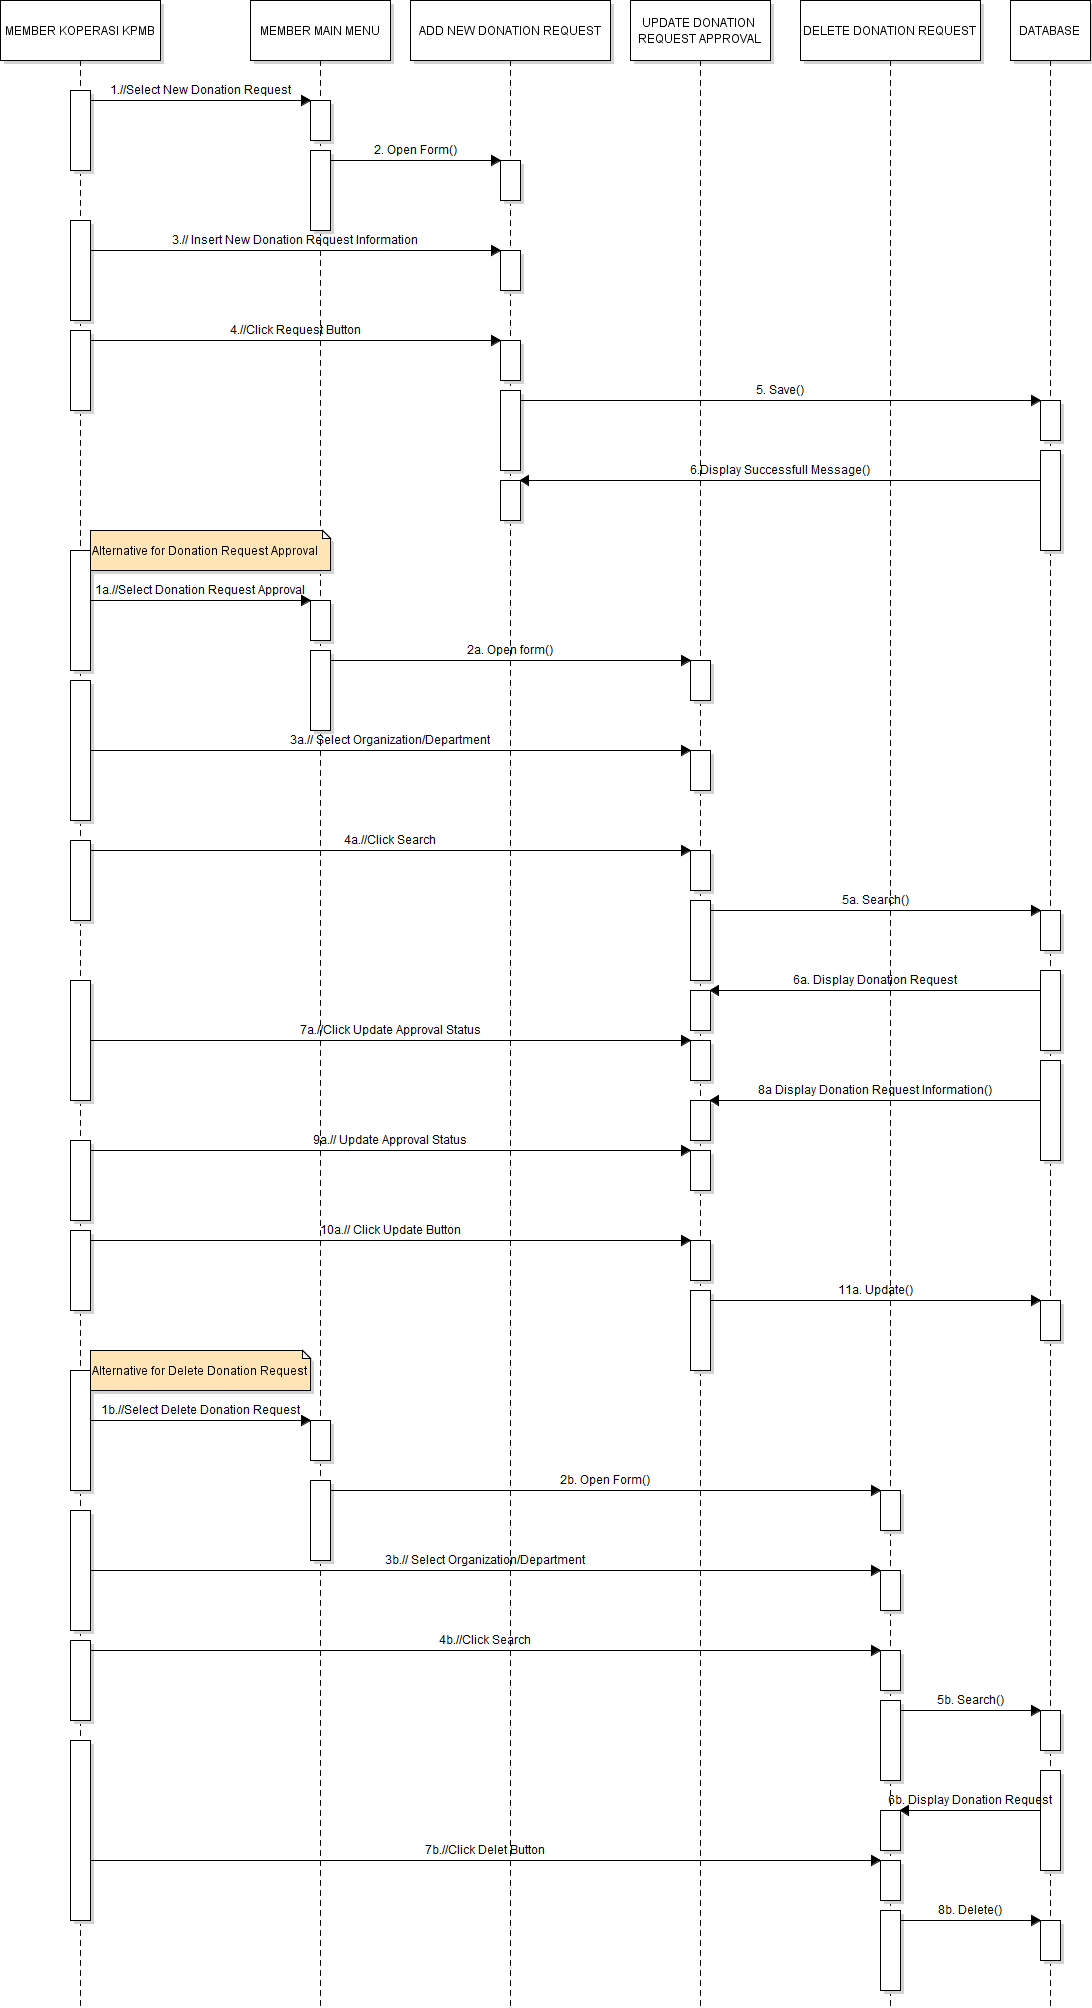 MEMBER KOPERASI KPMB
MEMBER MAIN MENU
ADD NEW DONATION REQUEST
UPDATE DONATION
REQUEST APPROVAL
DELETE DONATION REQUEST
DATABASE
1.//Select New Donation Request
2. Open Form()
3.// Insert New Donation Request Information
4.//Click Request Button
5. Save()
6.Display Successfull Message()
Alternative for Donation Request Approval
1a.//Select Donation Request Approval
2a. Open form()
3a.// Select Organization/Department
4a.//Click Search
5a. Search()
6a. Display Donation Request
7a.//Click Update Approval Status
8a Display Donation Request Information()
9a.// Update Approval Status
10a.// Click Update Button
11a. Update()
Alternative for Delete Donation Request
1b.//Select Delete Donation Request
2b. Open Form()
3b.// Select Organization/Department
4b.//Click Search
5b. Search()
6b. Display Donation Request
7b.//Click Delet Button
8b. Delete()